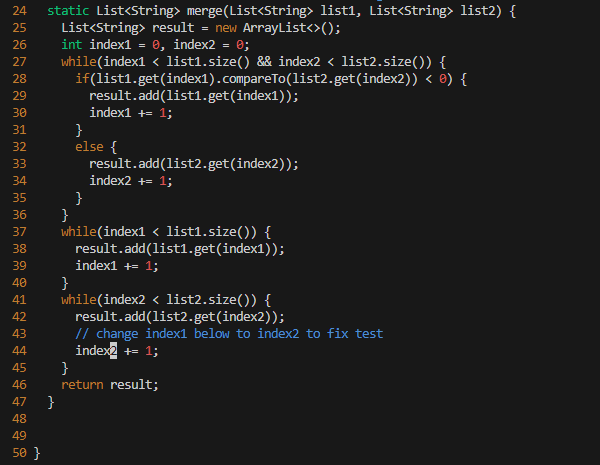 24 static List<String> merge(List<String> list1, List<String> list2) {
25 List<String> result = new ArrayList<>();
26 int index1 = 0, index2 = 0;
27 while(index1 < list1.size() && index2 < list2.size()) {
28 if(list1.get(index1).compareTo(list2.get(index2)) < 0) {
29 result.add(list1.get(index1));
30 index1 += 1;
31 }
32 else {
33 result.add(list2.get(index2));
34 index2 += 1;
35 }
36 }
37 while(index1 < list1.size()) {
38 result.add(list1.get(index1));
39 index1 += 1;
40 }
41 while(index2 < list2.size()) {
42 result.add(list2.get(index2));
43 // change index1 below to index2 to fix test
44 index2 += 1;
45 }
46 return result;
47 }
48
49
50 }